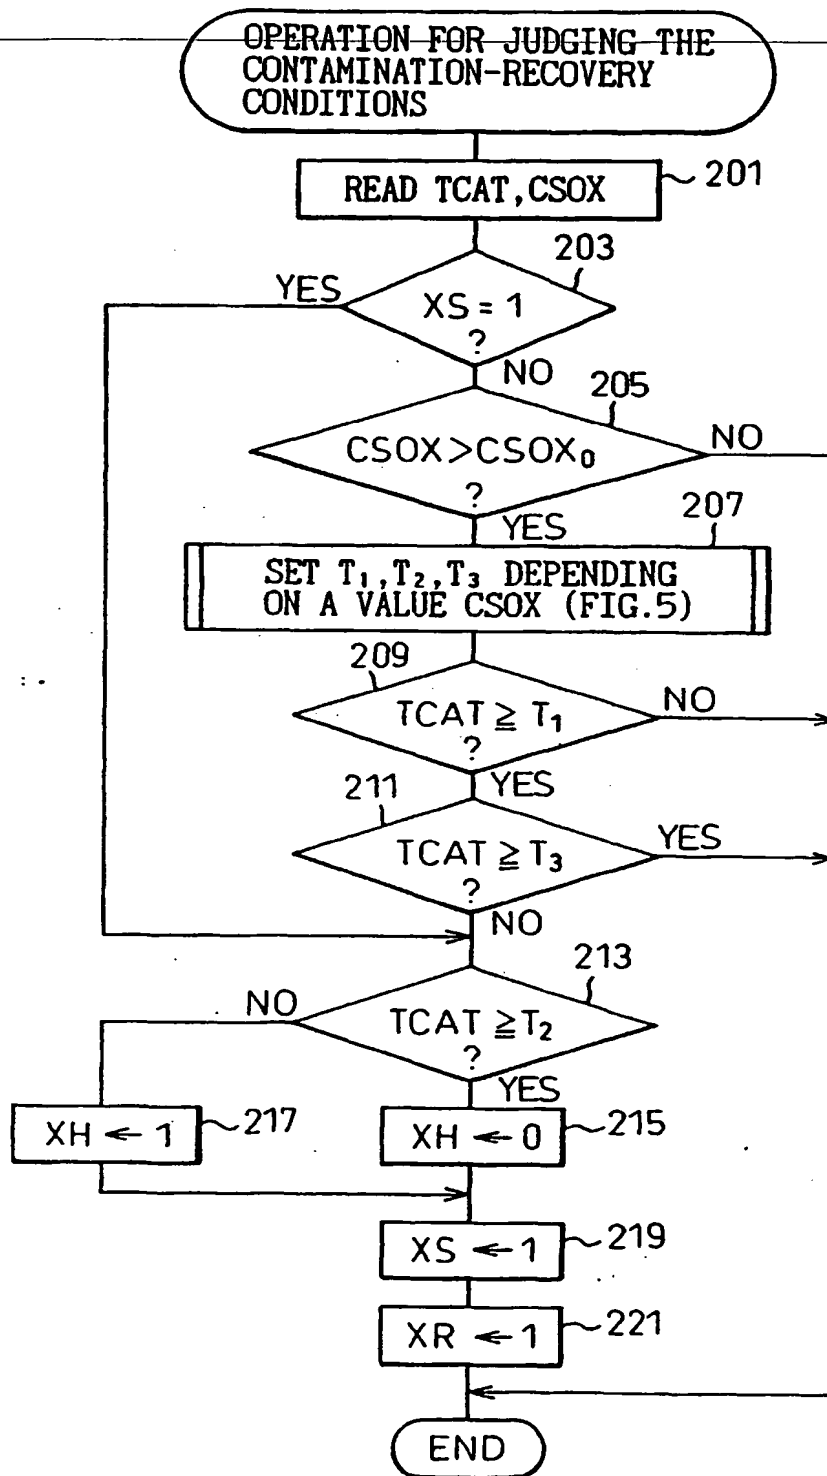 OPERATION FOR JUDGING THE
CONTAMINATION-RECOVERY
CONDITIONS
READ TCAT,CSOX
201
203
YES
XS = 1
?
NO
205
CSOX>CSOX₀
?
NO
YES
207
SET T₁,T₂,T₃ DEPENDING
ON A VALUE CSOX (FIG.5)
209
TCAT ≧ T₁
?
NO
YES
211
TCAT ≧ T₃
?
YES
NO
213
NO
TCAT ≧T₂
?
YES
XH ← 1
217
XH ← 0
215
XS ← 1
219
XR ← 1
221
END